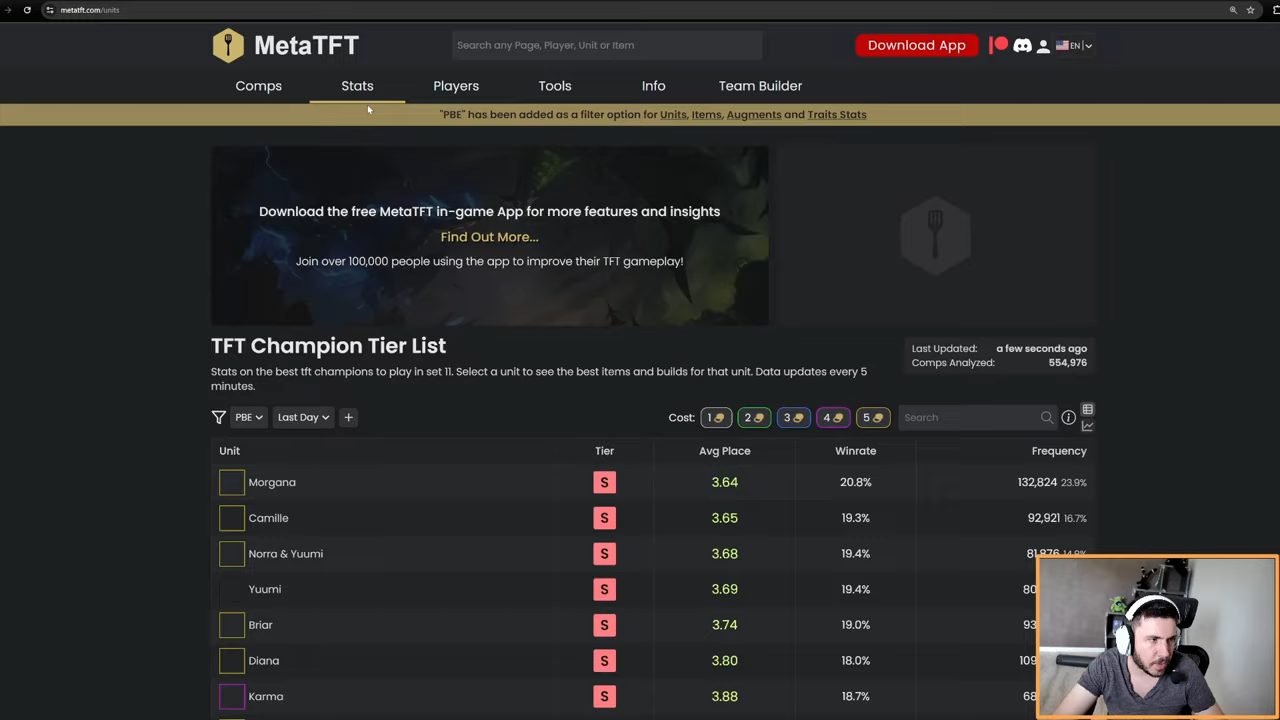 metatft.com/units
MetaTFT
Search any Page, Player, Unit or Item
Download App
EN
Comps
Stats
Players
Tools
Info
Team Builder
"PBE" has been added as a filter option for Units, Items, Augments and Traits Stats
Download the free MetaTFT in-game App for more features and insights
Find Out More...
Join over 100,000 people using the app to improve their TFT gameplay!
TFT Champion Tier List
Last Updated: a few seconds ago
Comps Analyzed: 554,976
Stats on the best tft champions to play in set 11. Select a unit to see the best items and builds for that unit. Data updates every 5
minutes.
PBE
Last Day
+
Cost: 1 2 3 4 5
Search
Unit Tier Avg Place Winrate Frequency
Morgana S 3.64 20.8% 132,824 23.9%
Camille S 3.65 19.3% 92,921 16.7%
Norra & Yuumi S 3.68 19.4%
Yuumi S 3.69 19.4%
Briar S 3.74 19.0%
Diana S 3.80 18.0%
Karma S 3.88 18.7%